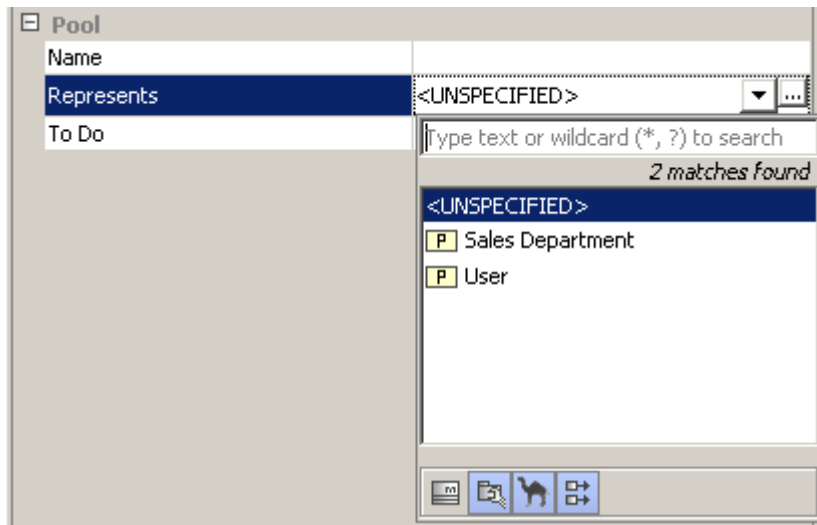 Pool
Name
Represents <UNSPECIFIED> ...
To Do
Type text or wildcard (*, ?) to search
2 matches found
<UNSPECIFIED>
P Sales Department
P User
m